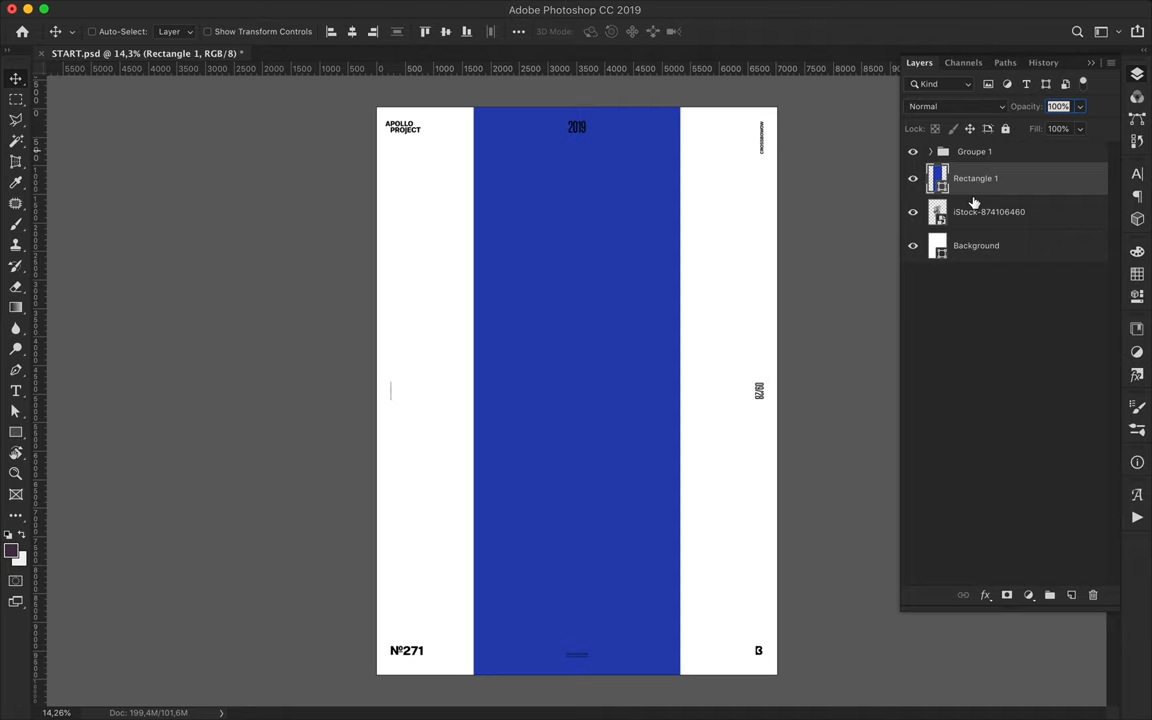 Adobe Photoshop CC 2019
Auto-Select: Layer Show Transform Controls 3D Mode:
START.psd @ 14,3% (Rectangle 1, RGB/8) *
5500 5000 4500 4000 3500 3000 2500 2000 1500 1000 500 0 500 1000 1500 2000 2500 3000 3500 4000 4500 5000 5500 6000 6500 7000 7500 8000 8500
Layers Channels Paths History
Kind
Normal Opacity: 100%
Lock: Fill: 100%
Groupe 1
Rectangle 1
iStock-874106460
Background
APOLLO
PROJECT
2019
CROSSBOWOW
09/28
Nº271
B
14,26% Doc: 199,4M/101,6M